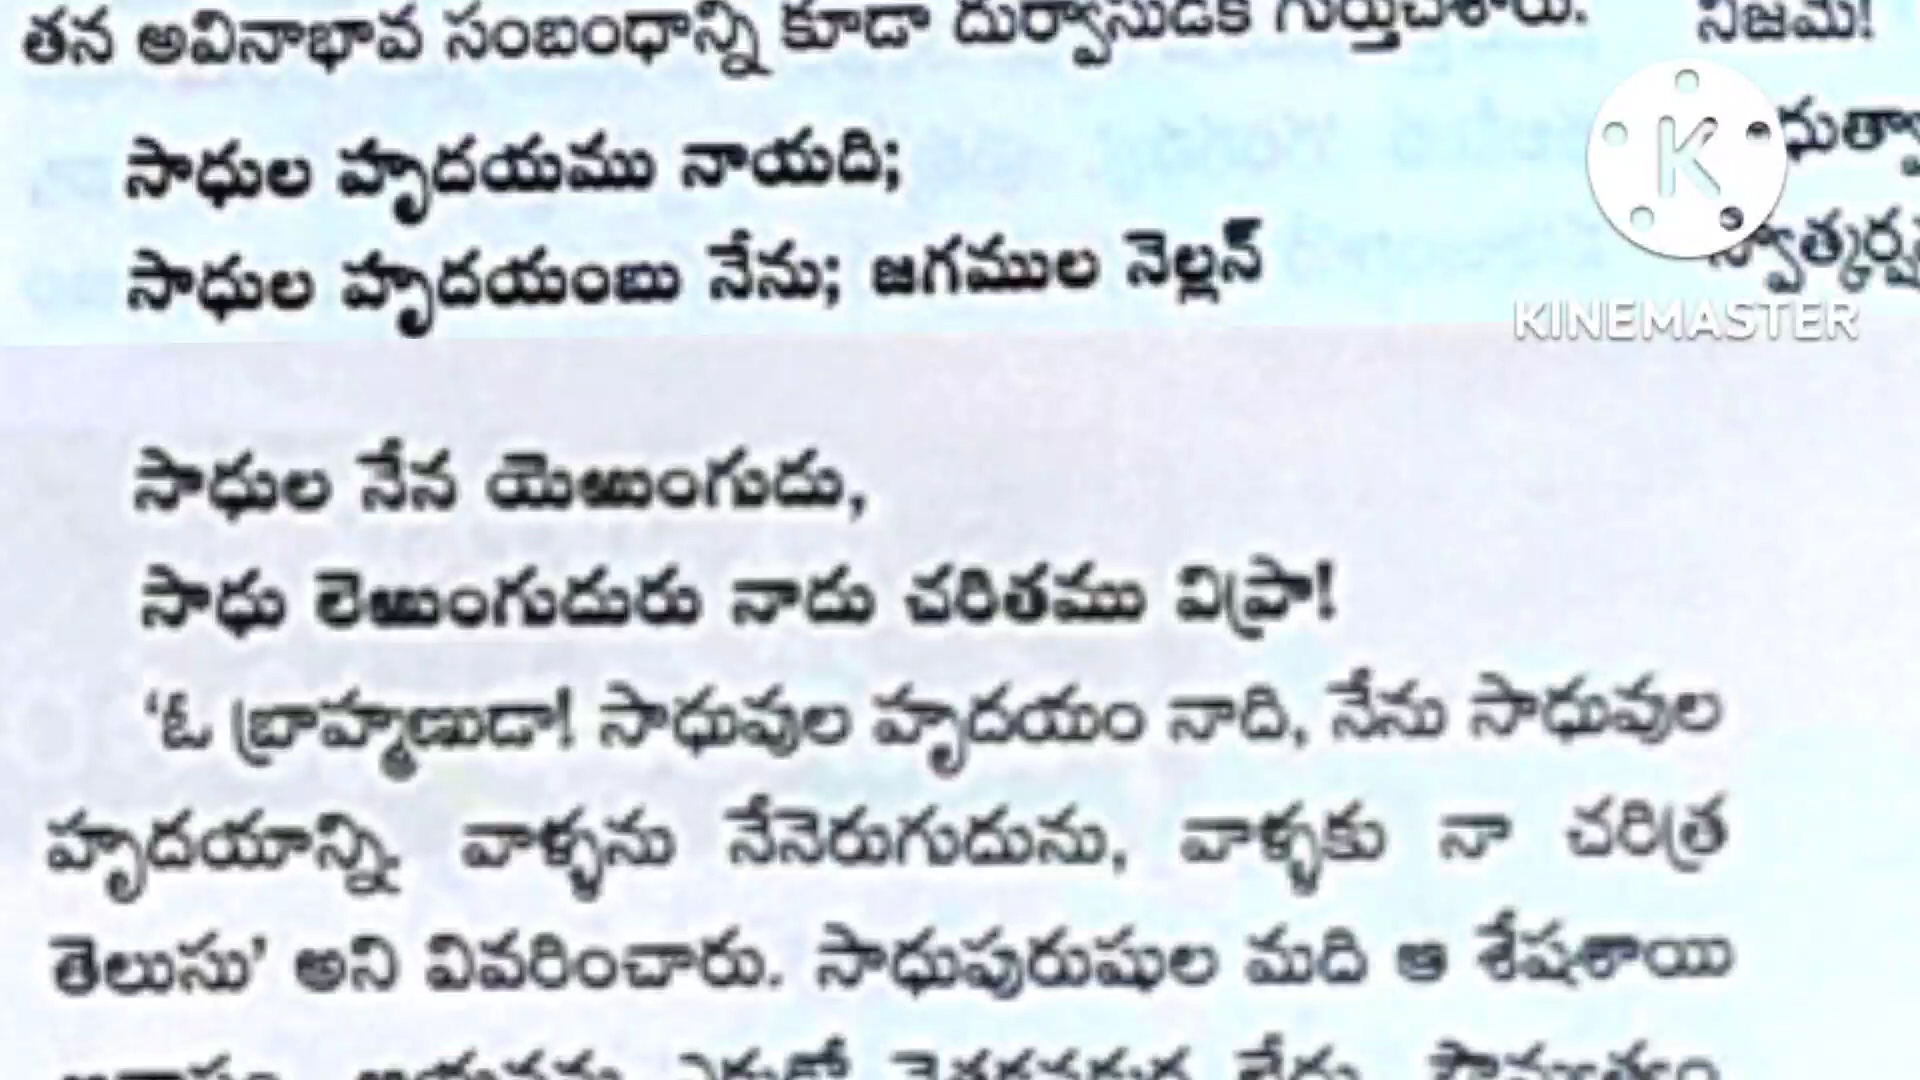 తన అవినాభావ సంబంధాన్ని కూడా
సాధుల హృదయము నాయది;
సాధుల హృదయంబు నేను; జగముల నెల్లన్
సాధుల నేన యెఱుంగుదు,
సాధు లెఱుంగుదురు నాదు చరితము విప్రా!
‘ఓ బ్రాహ్మణుడా! సాధువుల హృదయం నాది, నేను సాధువుల
హృదయాన్ని. వాళ్ళను నేనెరుగుదును, వాళ్ళకు నా చరిత్ర
తెలుసు’ అని వివరించారు. సాధుపురుషుల మది ఆ శేషశాయి
నిజమే!
K
KINEMASTER